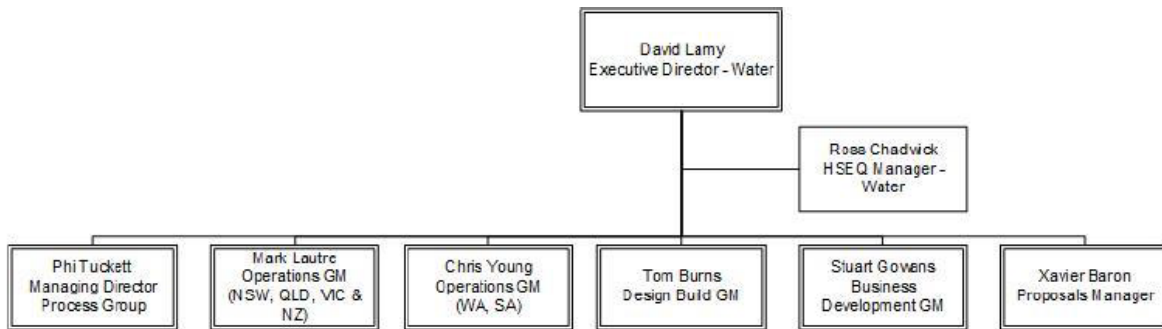 David Lamy
Executive Director - Water
Ross Chadwick
HSEQ Manager -
Water
Phi Tuckett
Managing Director
Process Group
Mark Lautre
Operations GM
(NSW, QLD, VIC &
NZ)
Chris Young
Operations GM
(WA, SA)
Tom Burns
Design Build GM
Stuart Gowans
Business
Development GM
Xavier Baron
Proposals Manager